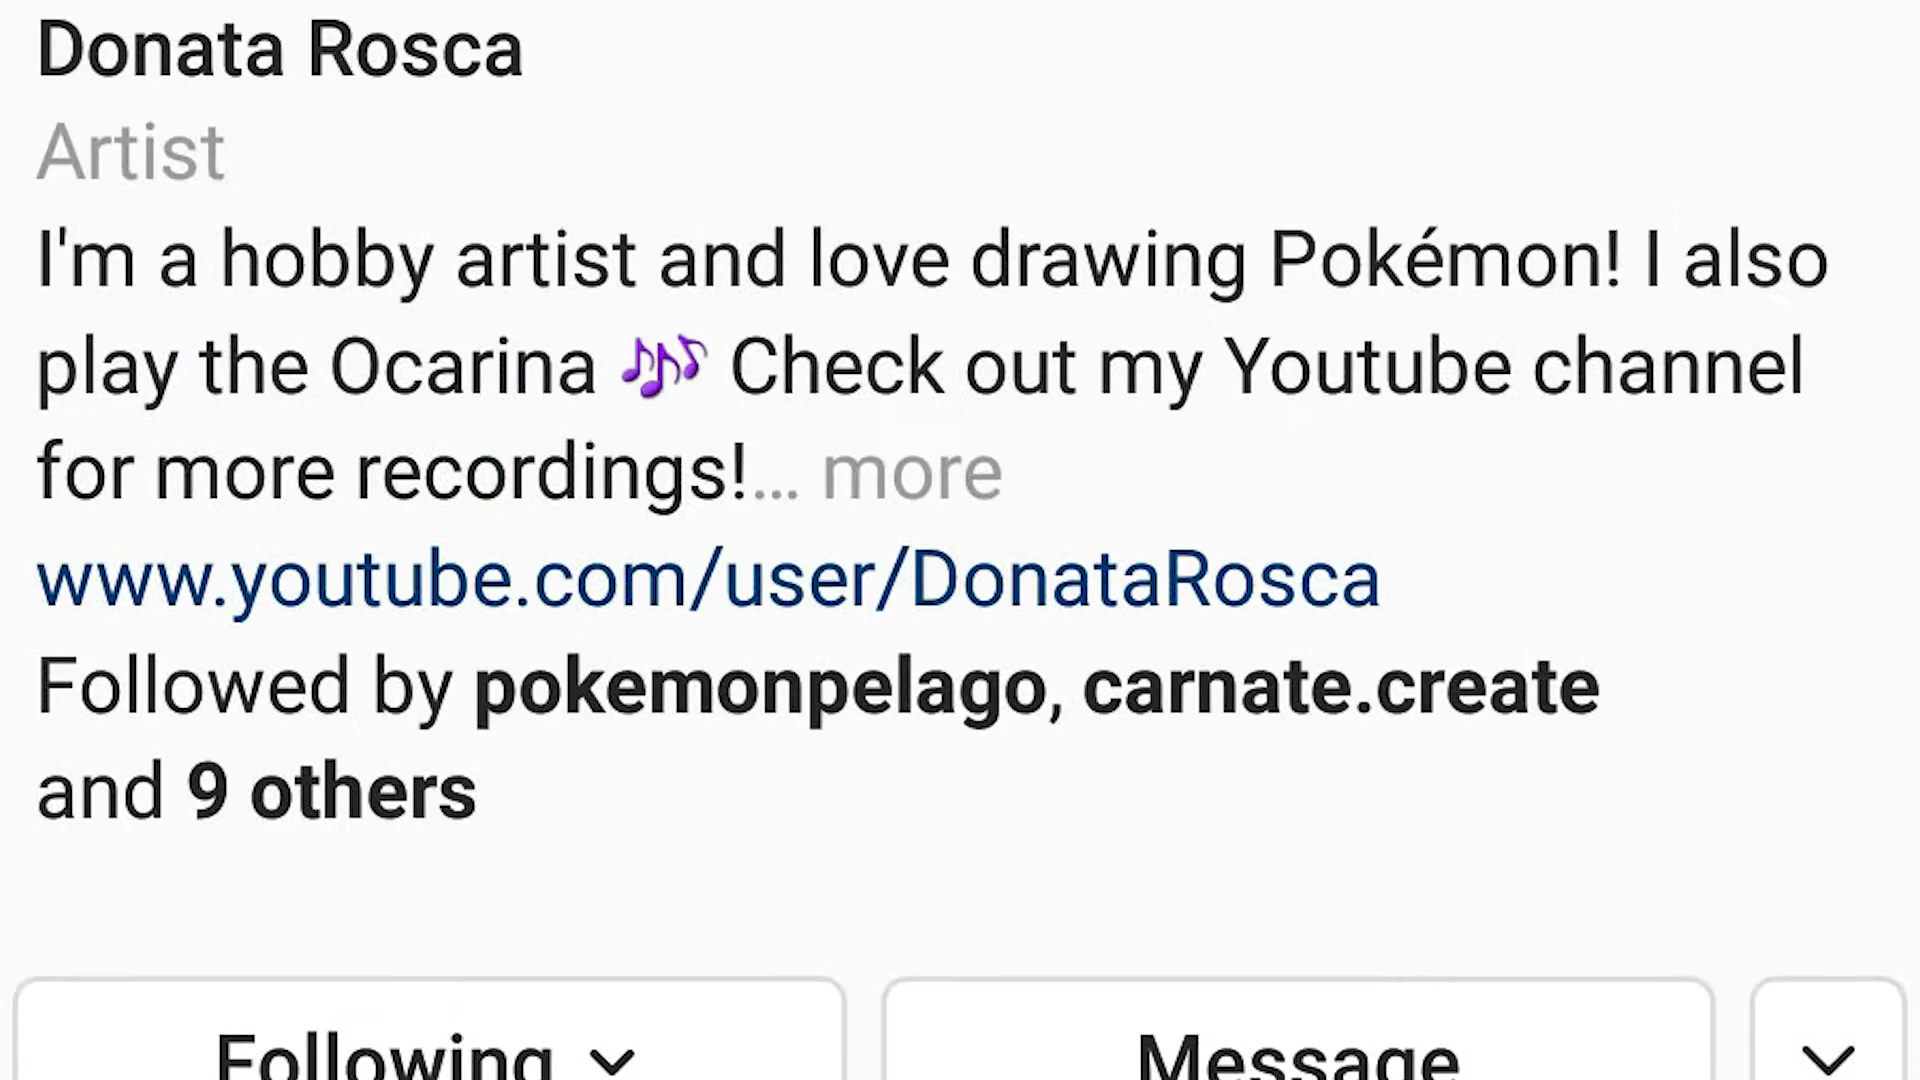 Donata Rosca
Artist
I'm a hobby artist and love drawing Pokémon! I also
play the Ocarina 🎶 Check out my Youtube channel
for more recordings!... more
www.youtube.com/user/DonataRosca
Followed by pokemonpelago, carnate.create
and 9 others
Following
Message